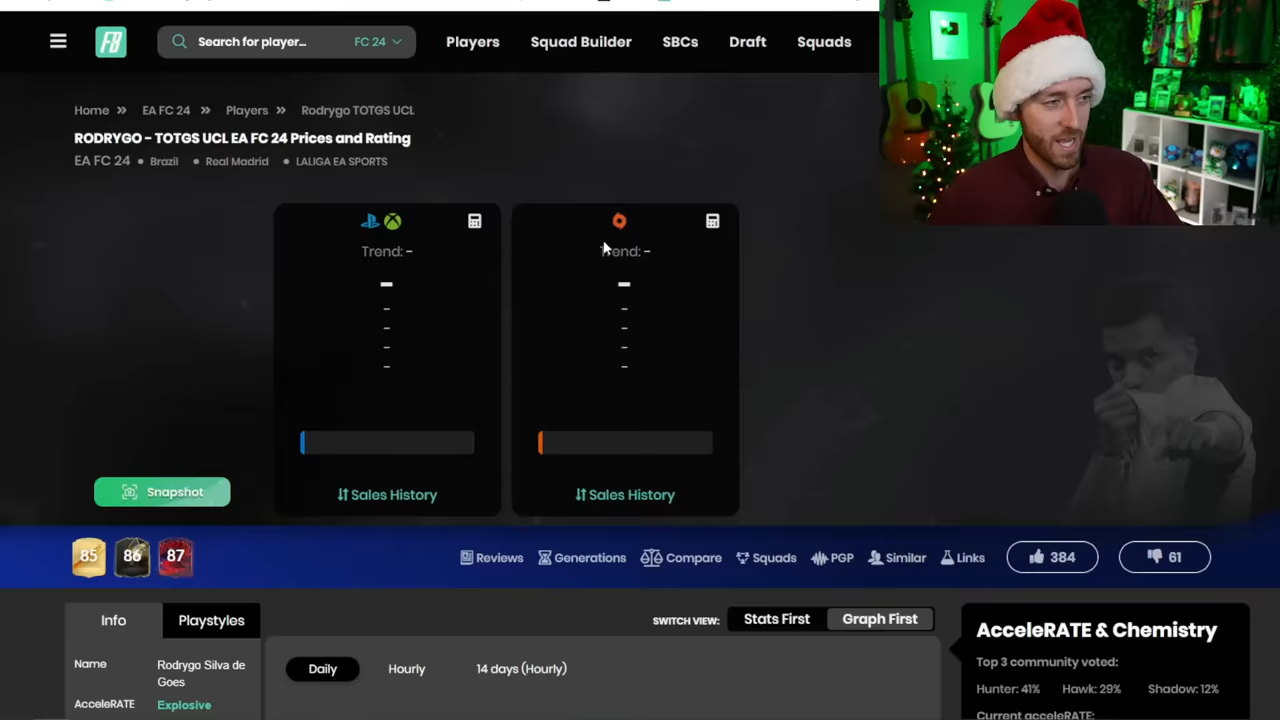 FB
Search for player...
FC 24
Players
Squad Builder
SBCs
Draft
Squads
Home » EA FC 24 » Players » Rodrygo TOTGS UCL
RODRYGO - TOTGS UCL EA FC 24 Prices and Rating
EA FC 24 • Brazil • Real Madrid • LALIGA EA SPORTS
Trend: -
-
-
-
-
-
Sales History
Trend: -
-
-
-
-
-
Sales History
Snapshot
85
86
87
Reviews
Generations
Compare
Squads
PGP
Similar
Links
384
61
Info
Playstyles
SWITCH VIEW:
Stats First
Graph First
Name
Rodrygo Silva de
Goes
AcceleRATE
Explosive
Daily
Hourly
14 days (Hourly)
AcceleRATE & Chemistry
Top 3 community voted:
Hunter: 41%
Hawk: 29%
Shadow: 12%
Current acceleRATE: